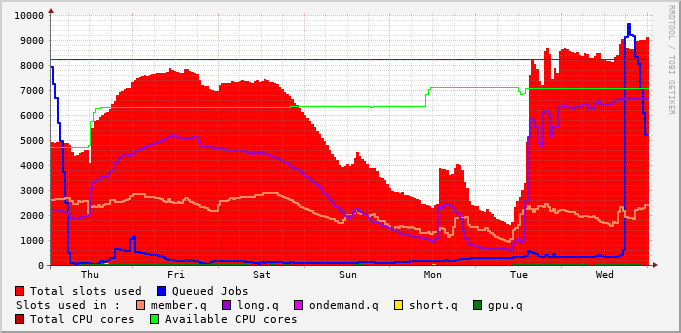 10000
9000
8000
7000
6000
5000
4000
3000
2000
1000
0
Thu Fri Sat Sun Mon Tue Wed
RRDTOOL / TOBI OETIKER
Total slots used Queued Jobs
Slots used in : member.q long.q ondemand.q short.q gpu.q
Total CPU cores Available CPU cores